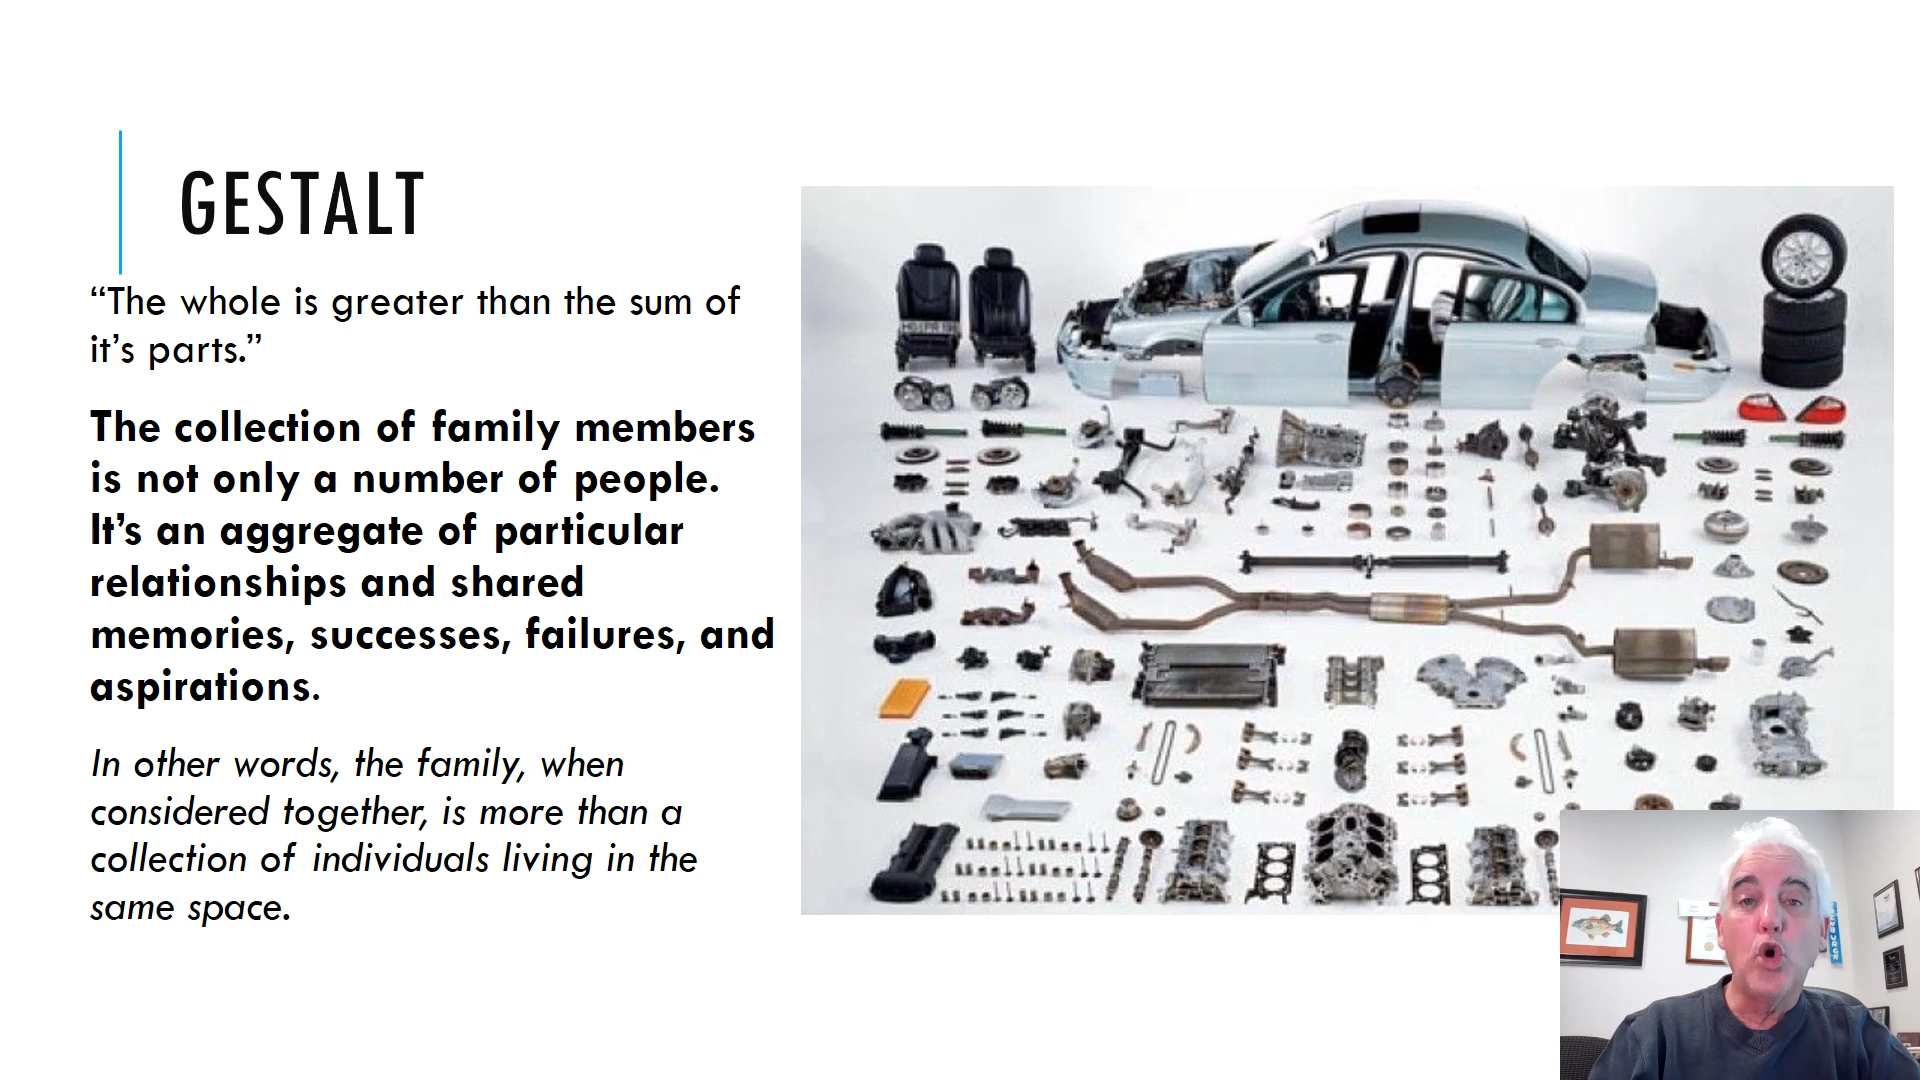 GESTALT
“The whole is greater than the sum of
it’s parts.”
The collection of family members
is not only a number of people.
It’s an aggregate of particular
relationships and shared
memories, successes, failures, and
aspirations.
In other words, the family, when
considered together, is more than a
collection of individuals living in the
same space.